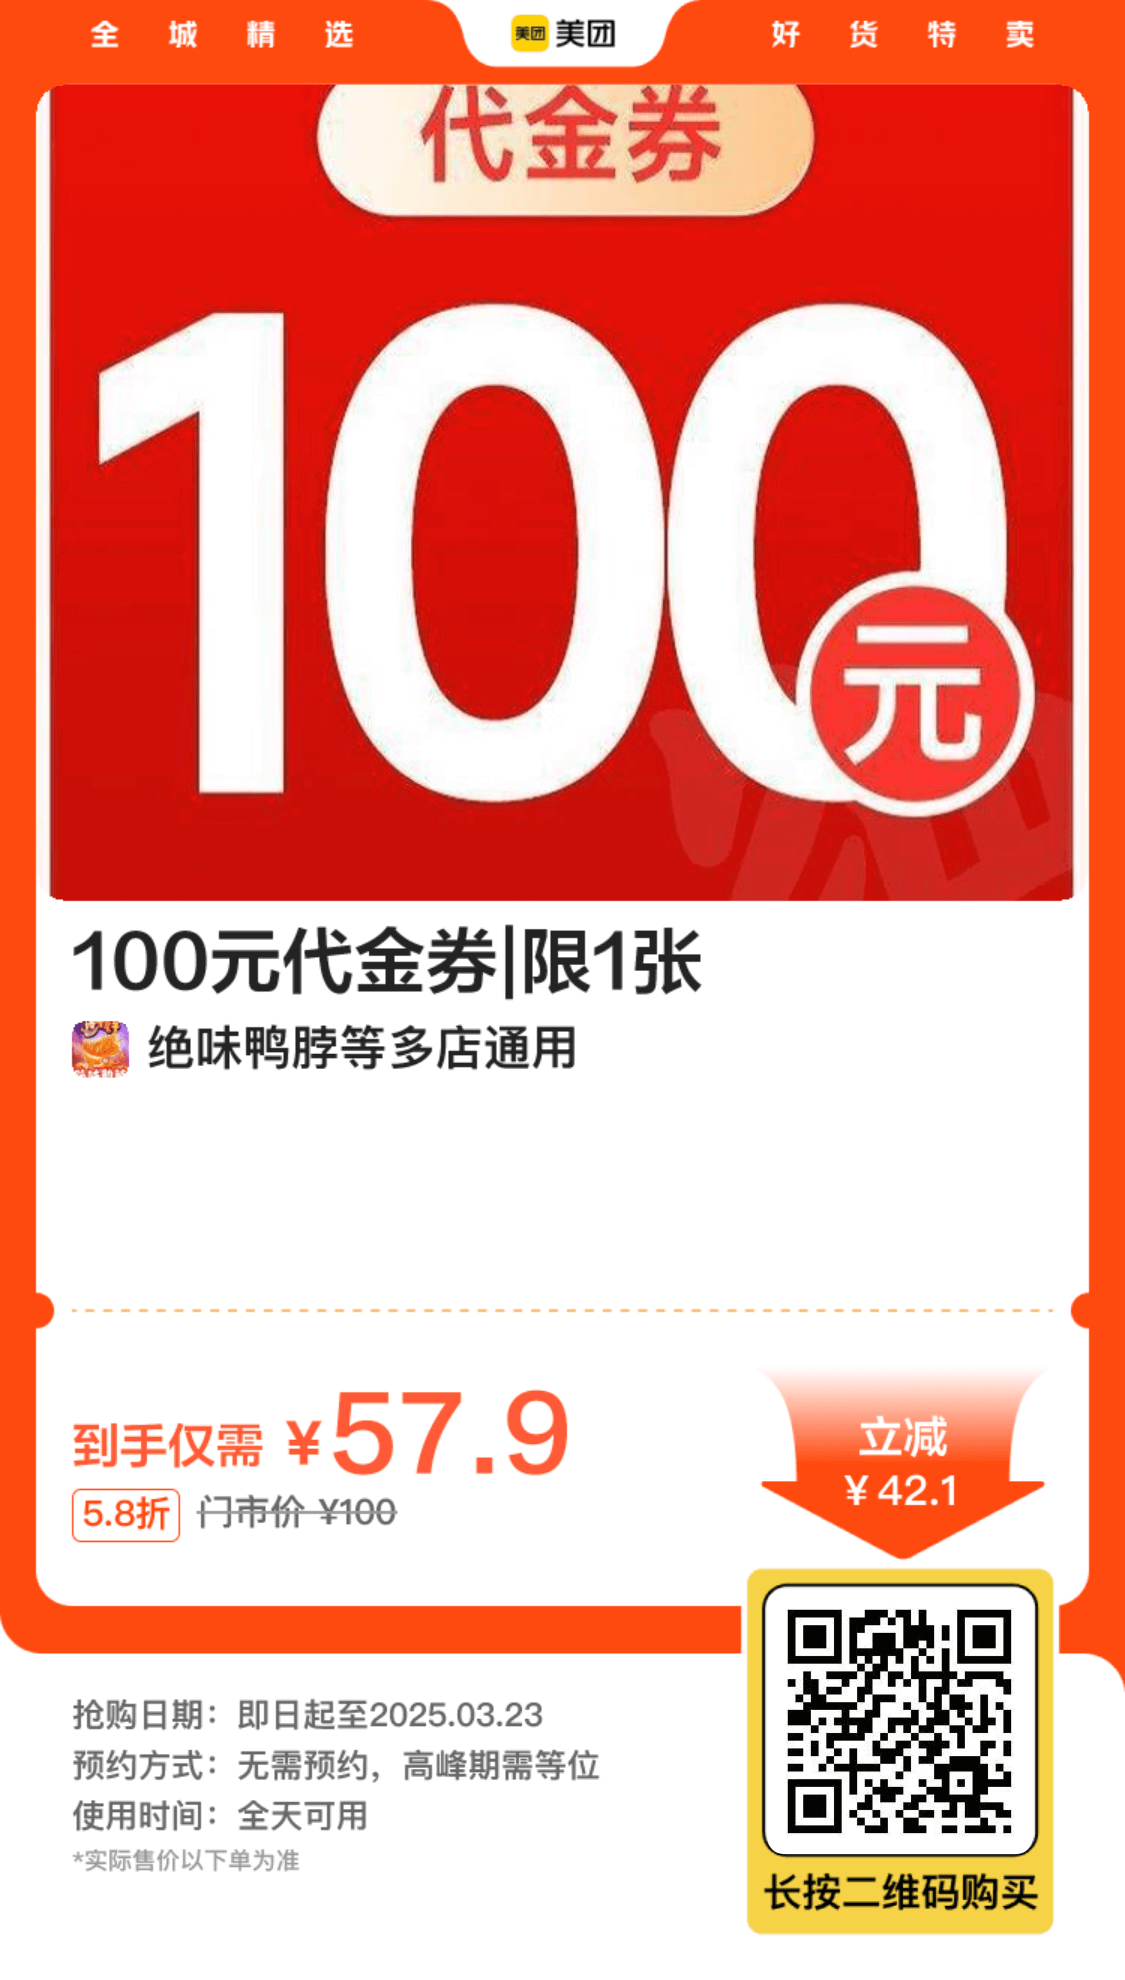 全城精选
美团 美团
好货特卖
代金券
100
元
100元代金券|限1张
绝味鸭脖等多店通用
到手仅需 ¥57.9
立减
¥42.1
5.8折 门市价 ¥100
抢购日期：即日起至2025.03.23
预约方式：无需预约，高峰期需等位
使用时间：全天可用
*实际售价以下单为准
长按二维码购买